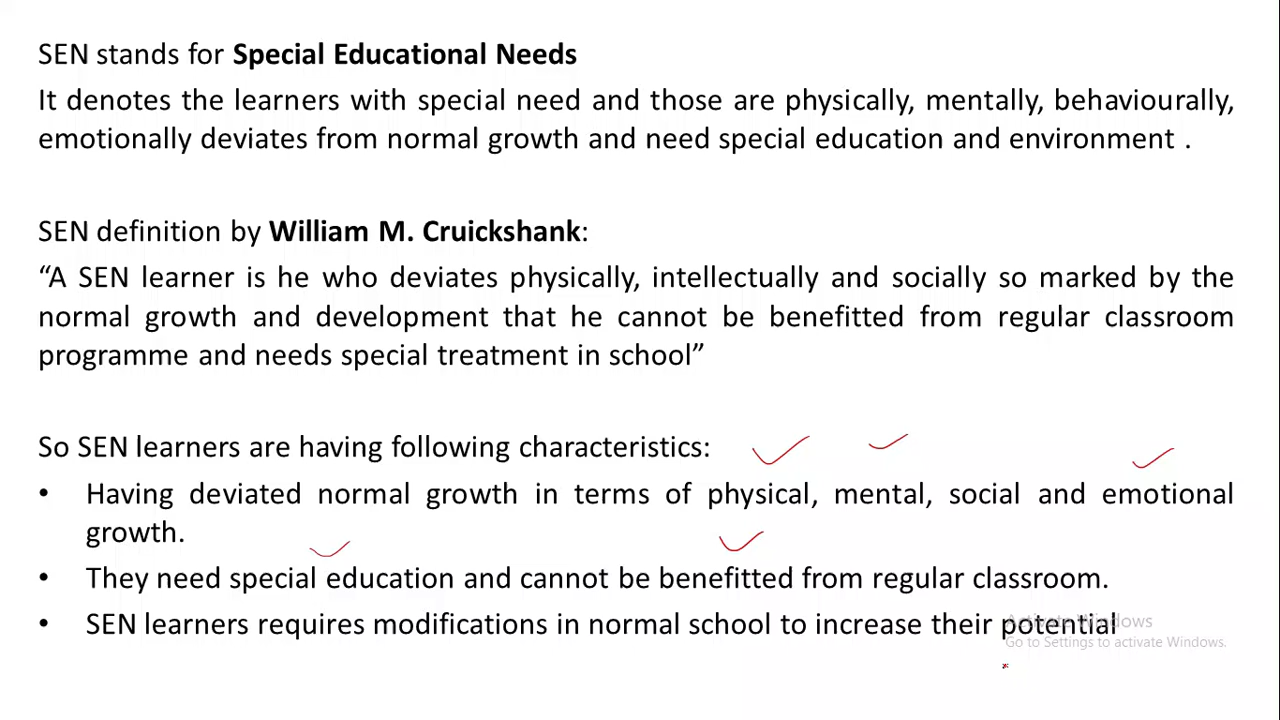 SEN stands for Special Educational Needs
It denotes the learners with special need and those are physically, mentally, behaviourally,
emotionally deviates from normal growth and need special education and environment .
SEN definition by William M. Cruickshank:
“A SEN learner is he who deviates physically, intellectually and socially so marked by the
normal growth and development that he cannot be benefitted from regular classroom
programme and needs special treatment in school”
So SEN learners are having following characteristics:
• Having deviated normal growth in terms of physical, mental, social and emotional
growth.
• They need special education and cannot be benefitted from regular classroom.
• SEN learners requires modifications in normal school to increase their potential
Activate Windows
Go to Settings to activate Windows.